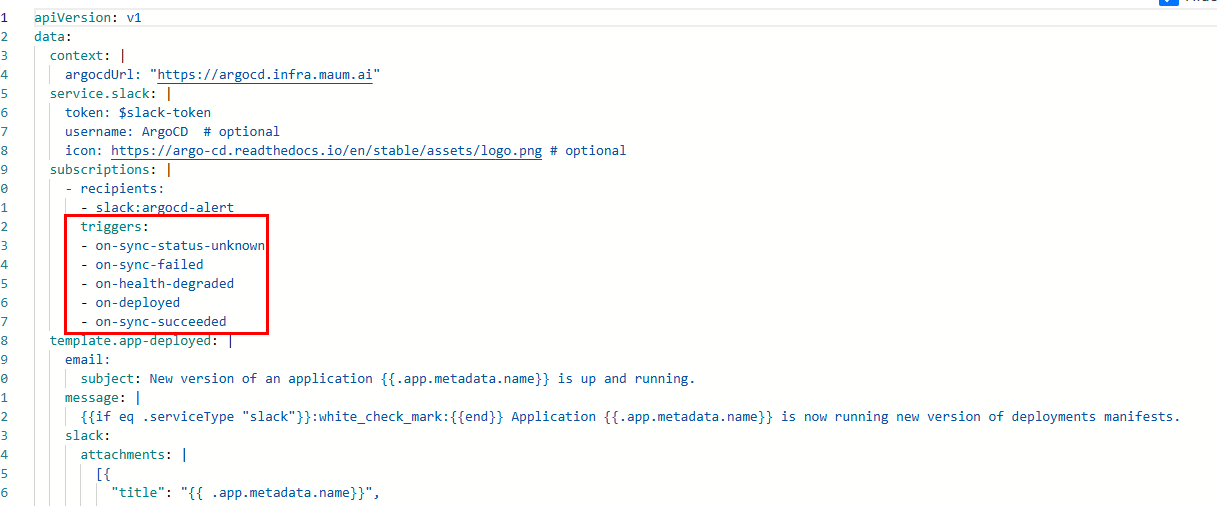 1 apiVersion: v1
2 data:
3 context: |
4 argocdUrl: "https://argocd.infra.maum.ai"
5 service.slack: |
6 token: $slack-token
7 username: ArgoCD  # optional
8 icon: https://argo-cd.readthedocs.io/en/stable/assets/logo.png # optional
9 subscriptions: |
0 - recipients:
1 - slack:argocd-alert
2 triggers:
3 - on-sync-status-unknown
4 - on-sync-failed
5 - on-health-degraded
6 - on-deployed
7 - on-sync-succeeded
8 template.app-deployed: |
9 email:
0 subject: New version of an application {{.app.metadata.name}} is up and running.
1 message: |
2 {{if eq .serviceType "slack"}}:white_check_mark:{{end}} Application {{.app.metadata.name}} is now running new version of deployments manifests.
3 slack:
4 attachments: |
5 [{
6 "title": "{{ .app.metadata.name}}",